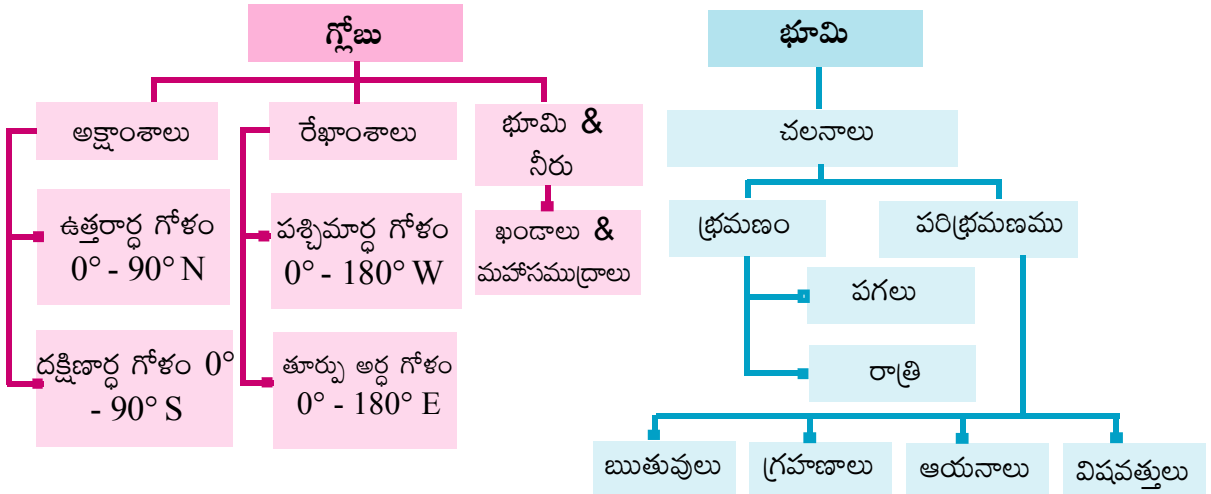 గ్లోబు
అక్షాంశాలు
ఉత్తరార్ధ గోళం
0° - 90° N
దక్షిణార్ధ గోళం 0°
- 90° S
రేఖాంశాలు
పశ్చిమార్ధ గోళం
0° - 180° W
తూర్పు అర్ధ గోళం
0° - 180° E
భూమి &
నీరు
ఖండాలు &
మహాసముద్రాలు
భూమి
చలనాలు
భ్రమణం
పగలు
రాత్రి
పరిభ్రమణము
ఋతువులు
గ్రహణాలు
ఆయనాలు
విషవత్తులు